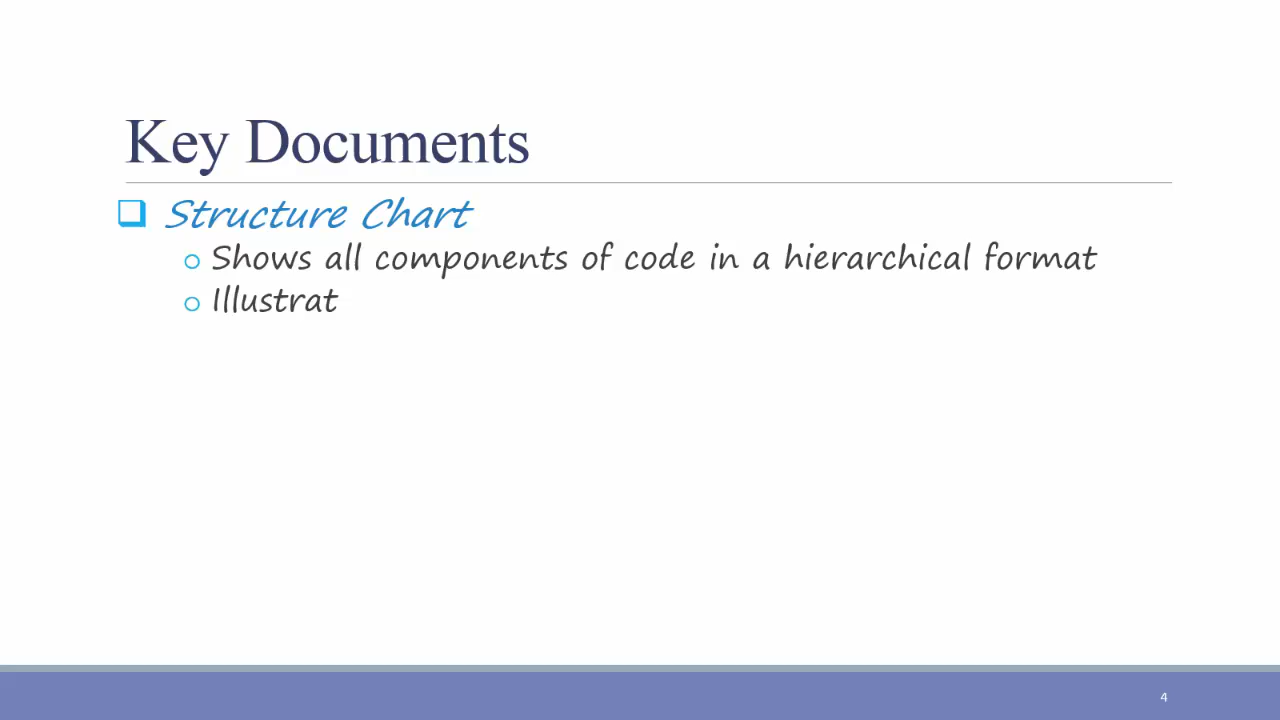 Key Documents
Structure Chart
Shows all components of code in a hierarchical format
Illustrat
4